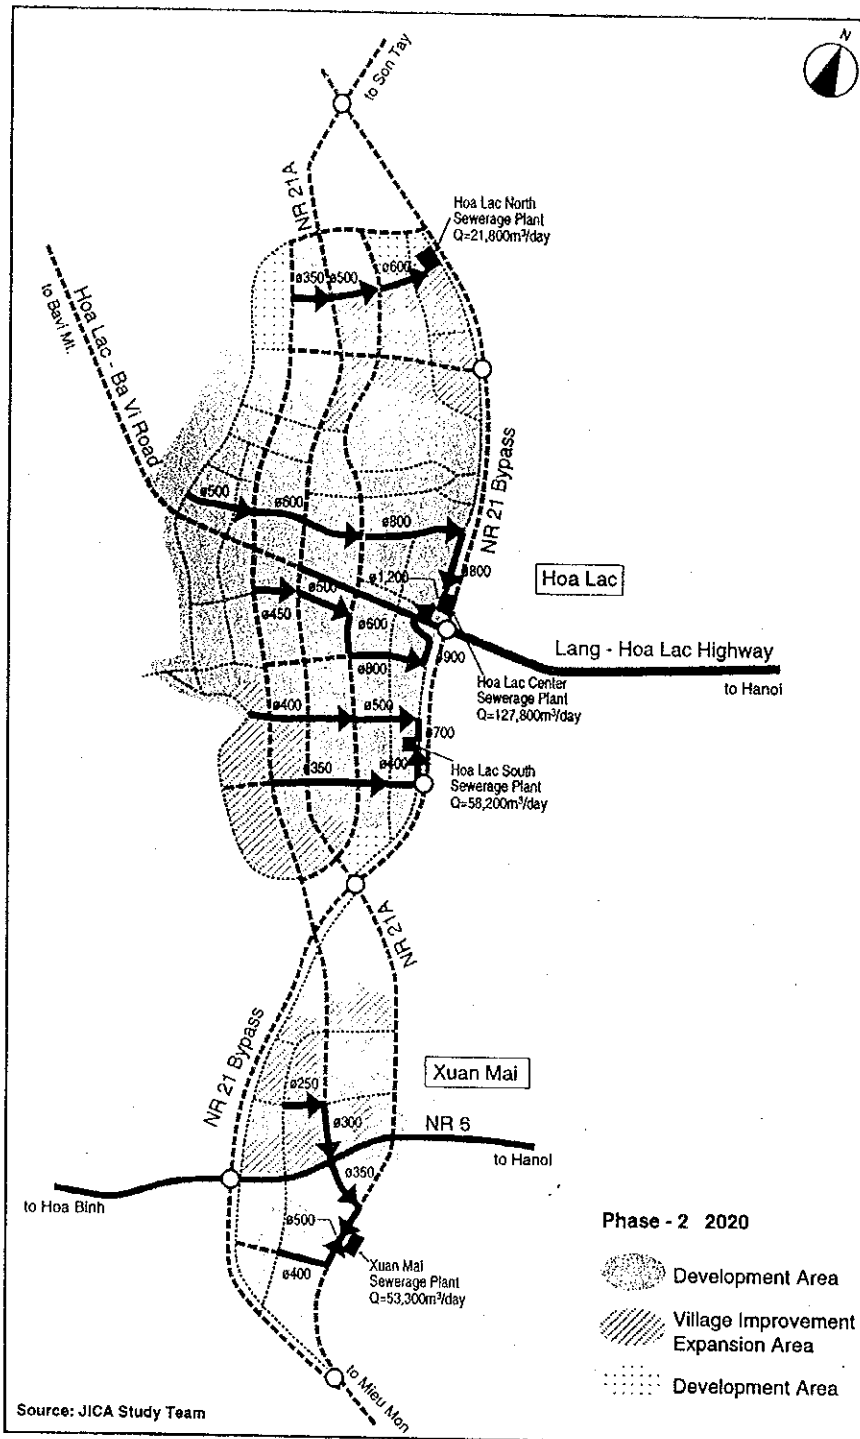 N
to Son Tay
NR 21A
Hoa Lac North
Sewerage Plant
Q=21,800m³/day
ø350
ø500
ø600
Hoa Lac - Ba Vi Road
to Bavi Mt.
NR 21 Bypass
ø500
ø600
ø800
ø800
ø1,200
Hoa Lac
ø500
ø450
ø600
ø800
ø900
Lang - Hoa Lac Highway
to Hanoi
Hoa Lac Center
Sewerage Plant
Q=127,800m³/day
ø400
ø500
ø700
ø400
ø350
Hoa Lac South
Sewerage Plant
Q=58,200m³/day
NR 21A
NR 21 Bypass
Xuan Mai
ø250
ø300
NR 6
to Hanoi
ø350
to Hoa Binh
ø500
ø400
Xuan Mai
Sewerage Plant
Q=53,300m³/day
to Mieu Mon
Phase - 2 2020
Development Area
Village Improvement
Expansion Area
Development Area
Source: JICA Study Team